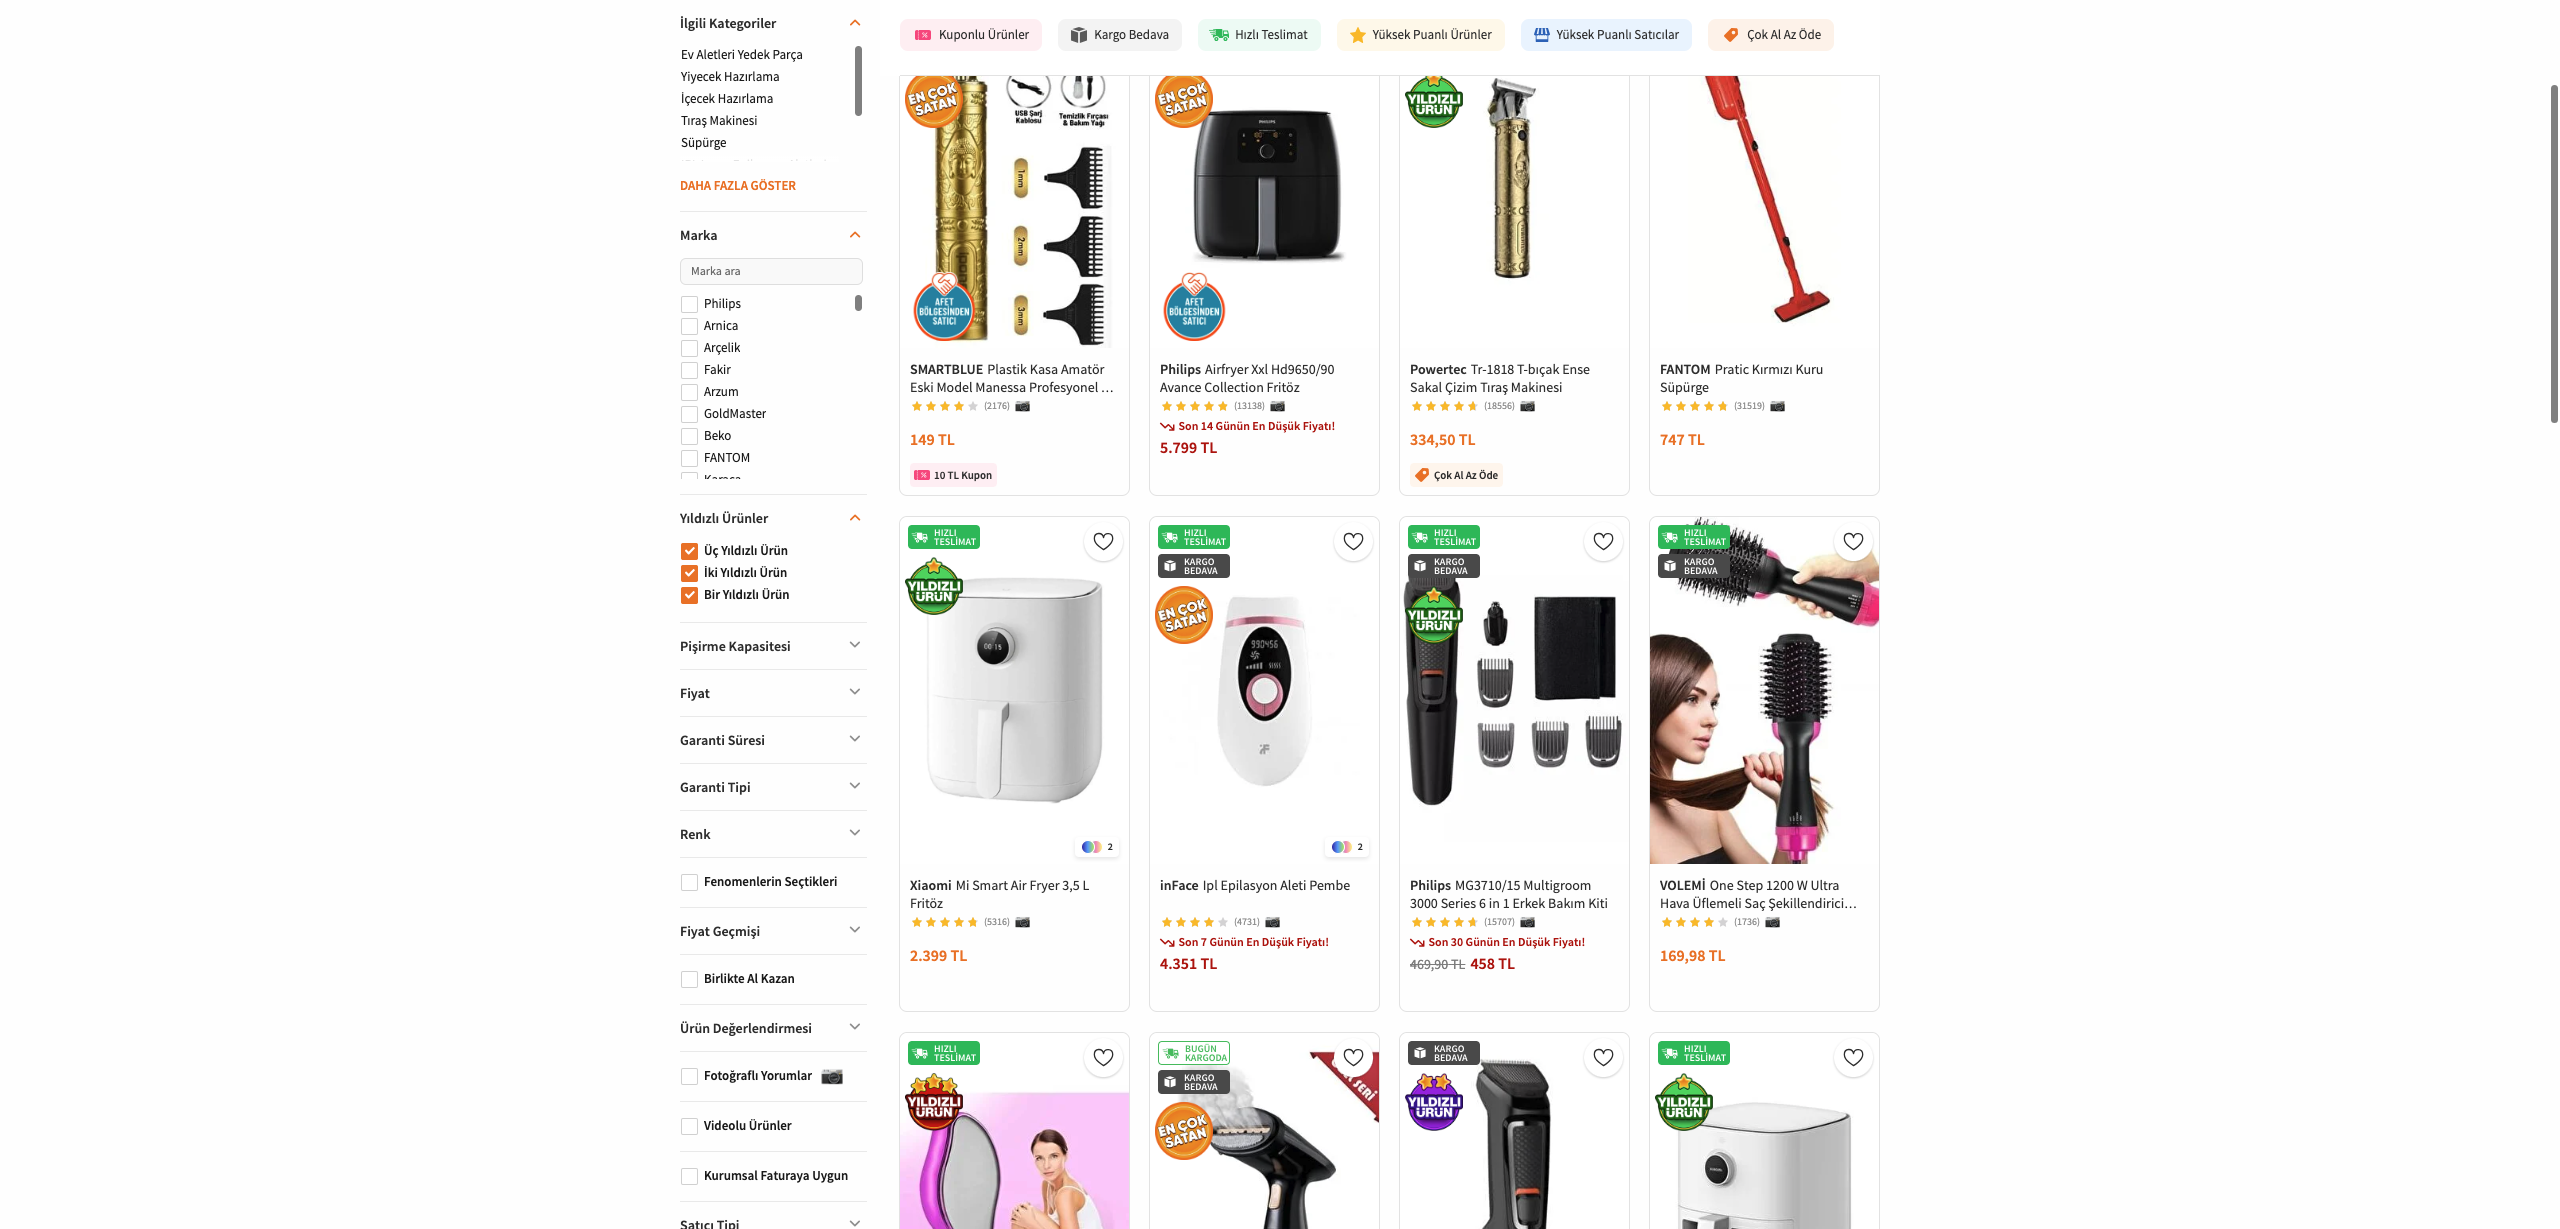 İlgili Kategoriler
Ev Aletleri Yedek Parça
Yiyecek Hazırlama
İçecek Hazırlama
Tıraş Makinesi
Süpürge
DAHA FAZLA GÖSTER
Marka
Marka ara
Philips
Arnica
Arçelik
Fakir
Arzum
GoldMaster
Beko
FANTOM
Karaca
Yıldızlı Ürünler
Üç Yıldızlı Ürün
İki Yıldızlı Ürün
Bir Yıldızlı Ürün
Pişirme Kapasitesi
Fiyat
Garanti Süresi
Garanti Tipi
Renk
Fenomenlerin Seçtikleri
Fiyat Geçmişi
Birlikte Al Kazan
Ürün Değerlendirmesi
Fotoğraflı Yorumlar
Videolu Ürünler
Kurumsal Faturaya Uygun
Satıcı Tipi
Kuponlu Ürünler
Kargo Bedava
Hızlı Teslimat
Yüksek Puanlı Ürünler
Yüksek Puanlı Satıcılar
Çok Al Az Öde
EN ÇOK
SATAN
USB Şarj
Kablosu
Temizlik Fırçası
& Bakım Yağı
1mm
2mm
3mm
AFET
BÖLGESİNDEN
SATICI
SMARTBLUE Plastik Kasa Amatör
Eski Model Manessa Profesyonel ...
(2176)
149 TL
10 TL Kupon
EN ÇOK
SATAN
PHILIPS
AFET
BÖLGESİNDEN
SATICI
Philips Airfryer Xxl Hd9650/90
Avance Collection Fritöz
(13138)
Son 14 Günün En Düşük Fiyatı!
5.799 TL
YILDIZLI
ÜRÜN
Powertec Tr-1818 T-bıçak Ense
Sakal Çizim Tıraş Makinesi
(18556)
334,50 TL
Çok Al Az Öde
FANTOM Pratic Kırmızı Kuru
Süpürge
(31519)
747 TL
HIZLI
TESLİMAT
YILDIZLI
ÜRÜN
00:15
2
Xiaomi Mi Smart Air Fryer 3,5 L
Fritöz
(5316)
2.399 TL
HIZLI
TESLİMAT
KARGO
BEDAVA
EN ÇOK
SATAN
990456
iF
2
inFace Ipl Epilasyon Aleti Pembe
(4731)
Son 7 Günün En Düşük Fiyatı!
4.351 TL
HIZLI
TESLİMAT
KARGO
BEDAVA
YILDIZLI
ÜRÜN
Philips MG3710/15 Multigroom
3000 Series 6 in 1 Erkek Bakım Kiti
(15707)
Son 30 Günün En Düşük Fiyatı!
469,90 TL 458 TL
HIZLI
TESLİMAT
KARGO
BEDAVA
VOLEMİ One Step 1200 W Ultra
Hava Üflemeli Saç Şekillendirici...
(1736)
169,98 TL
HIZLI
TESLİMAT
YILDIZLI
ÜRÜN
BUGÜN
KARGODA
KARGO
BEDAVA
EN ÇOK
SATAN
SERİ
KARGO
BEDAVA
YILDIZLI
ÜRÜN
HIZLI
TESLİMAT
YILDIZLI
ÜRÜN